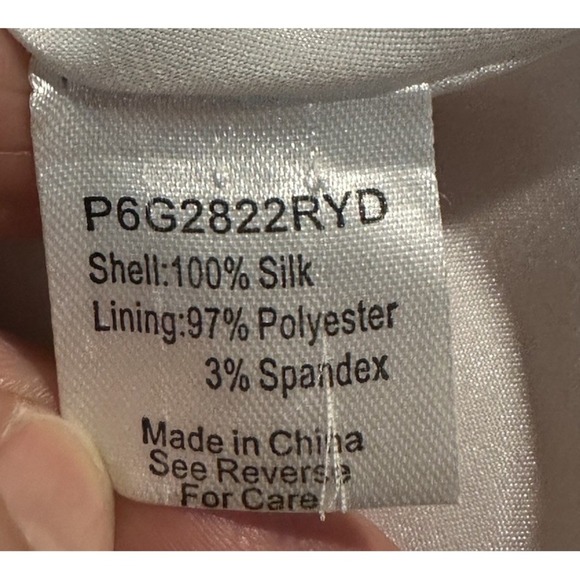 P6G2822RYD
Shell:100% Silk
Lining:97% Polyester
3% Spandex
Made in China
See Reverse
For Care